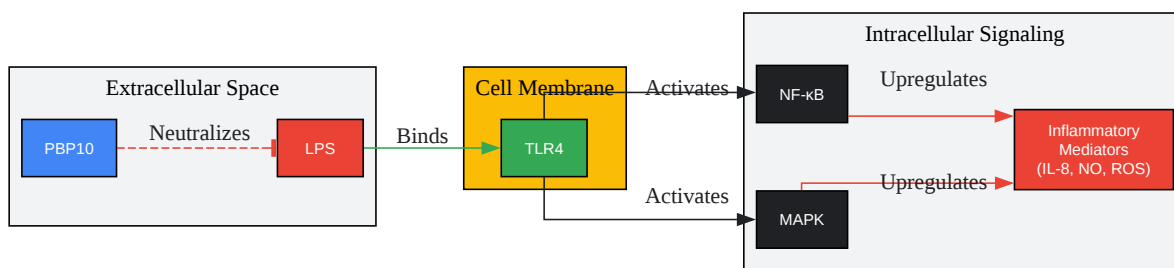 Intracellular Signaling
Extracellular Space
Cell Membrane
Activates
NF-κB
Upregulates
PBP10
Neutralizes
LPS
Binds
TLR4
Inflammatory
Mediators
(IL-8, NO, ROS)
Activates
MAPK
Upregulates